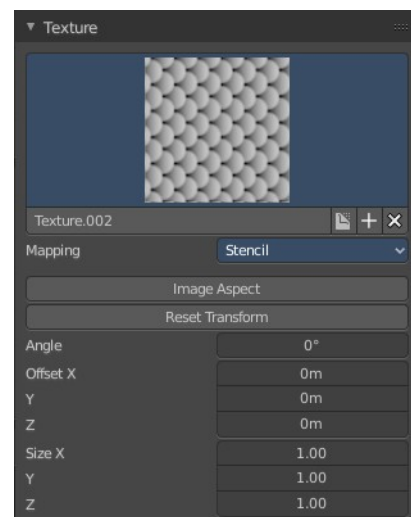 Texture
Texture.002
Mapping Stencil
Image Aspect
Reset Transform
Angle 0°
Offset X 0m
Y 0m
Z 0m
Size X 1.00
Y 1.00
Z 1.00